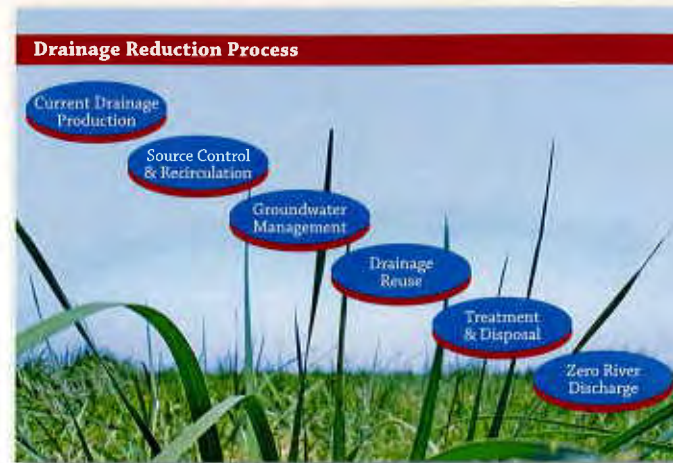 Drainage Reduction Process
Current Drainage
Production
Source Control
& Recirculation
Groundwater
Management
Drainage
Reuse
Treatment
& Disposal
Zero River
Discharge